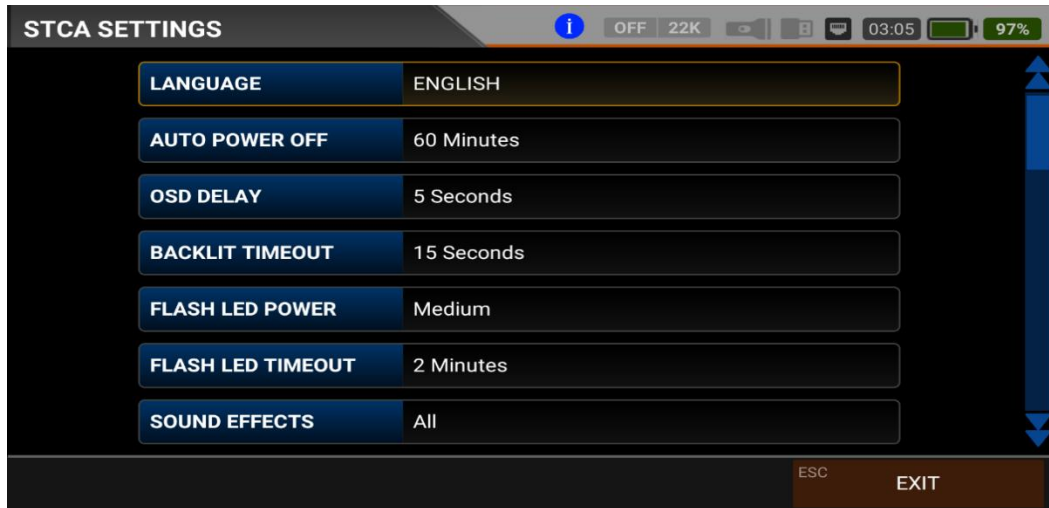 STCA SETTINGS i OFF 22K 03:05 97%
LANGUAGE ENGLISH
AUTO POWER OFF 60 Minutes
OSD DELAY 5 Seconds
BACKLIT TIMEOUT 15 Seconds
FLASH LED POWER Medium
FLASH LED TIMEOUT 2 Minutes
SOUND EFFECTS All
ESC EXIT